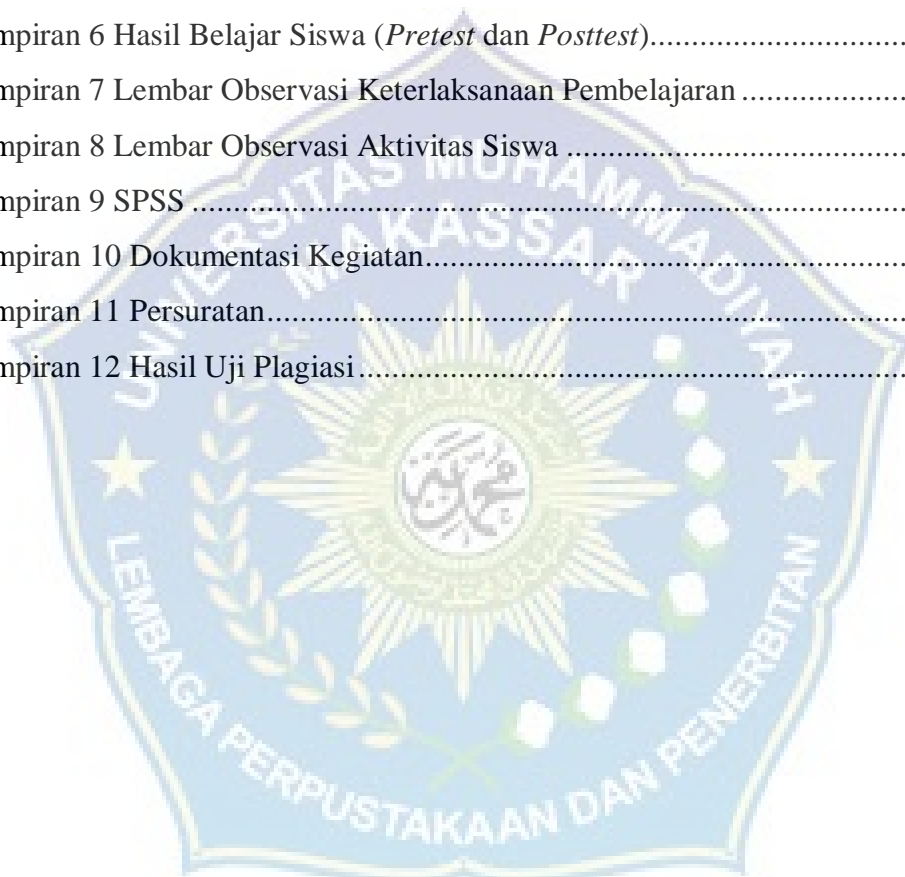 mpiran 6 Hasil Belajar Siswa (Pretest dan Posttest)................................
mpiran 7 Lembar Observasi Keterlaksanaan Pembelajaran .....................
mpiran 8 Lembar Observasi Aktivitas Siswa ...........................................
mpiran 9 SPSS .........................................................................................
mpiran 10 Dokumentasi Kegiatan.............................................................
mpiran 11 Persuratan................................................................................
mpiran 12 Hasil Uji Plagiasi.....................................................................
UNIVERSITAS MUHAMMADIYAH
MAKASSAR
LEMBAGA PERPUSTAKAAN DAN PENERBITAN